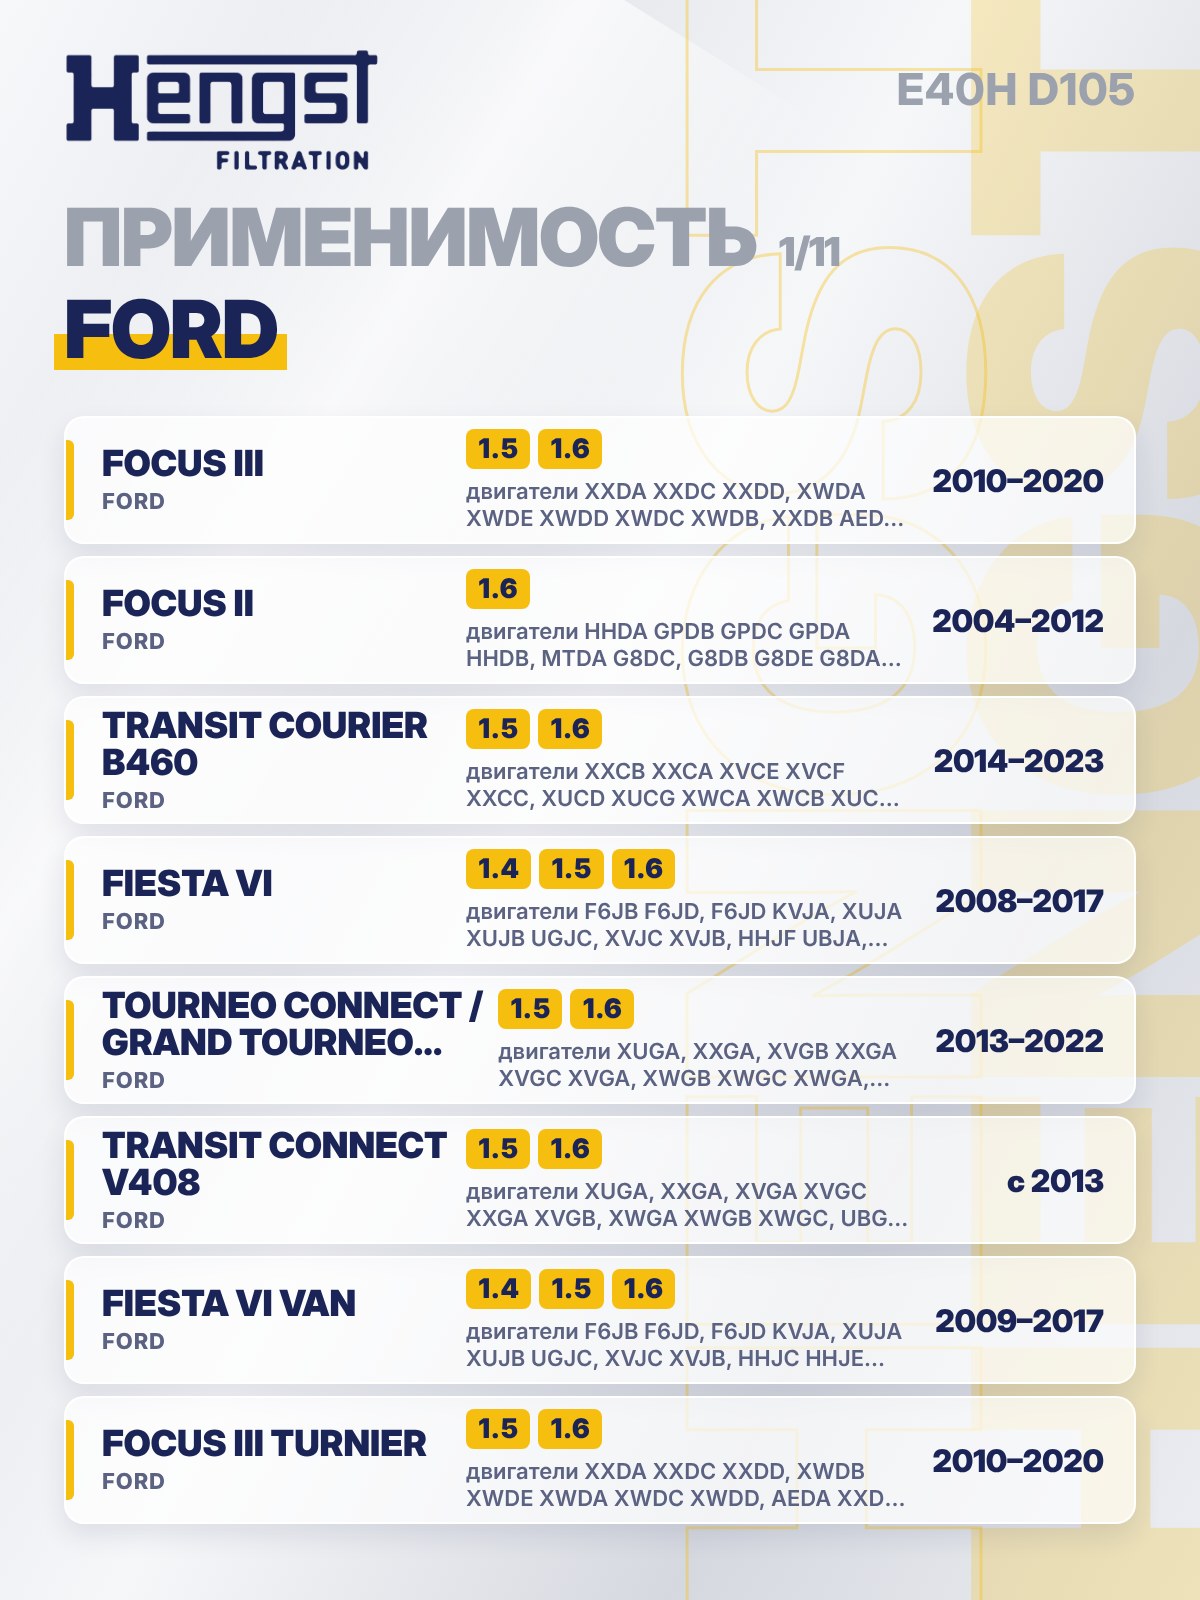 Hengst
FILTRATION
E40H D105
ПРИМЕНИМОСТЬ 1/11
FORD
FOCUS III
FORD
1.5 1.6
двигатели XXDA XXDC XXDD, XWDA
XWDE XWDD XWDC XWDB, XXDB AED...
2010–2020
FOCUS II
FORD
1.6
двигатели HHDA GPDB GPDC GPDA
HHDB, MTDA G8DC, G8DB G8DE G8DA...
2004–2012
TRANSIT COURIER
B460
FORD
1.5 1.6
двигатели XXCB XXCA XVCE XVCF
XXCC, XUCD XUCG XWCA XWCB XUC...
2014–2023
FIESTA VI
FORD
1.4 1.5 1.6
двигатели F6JB F6JD, F6JD KVJA, XUJA
XUJB UGJC, XVJC XVJB, HHJF UBJA,...
2008–2017
TOURNEO CONNECT /
GRAND TOURNEO...
FORD
1.5 1.6
двигатели XUGA, XXGA, XVGB XXGA
XVGC XVGA, XWGB XWGC XWGA,...
2013–2022
TRANSIT CONNECT
V408
FORD
1.5 1.6
двигатели XUGA, XXGA, XVGA XVGC
XXGA XVGB, XWGA XWGB XWGC, UBG...
с 2013
FIESTA VI VAN
FORD
1.4 1.5 1.6
двигатели F6JB F6JD, F6JD KVJA, XUJA
XUJB UGJC, XVJC XVJB, HHJC HHJE...
2009–2017
FOCUS III TURNIER
FORD
1.5 1.6
двигатели XXDA XXDC XXDD, XWDB
XWDE XWDA XWDC XWDD, AEDA XXD...
2010–2020
HENGST
HENGST